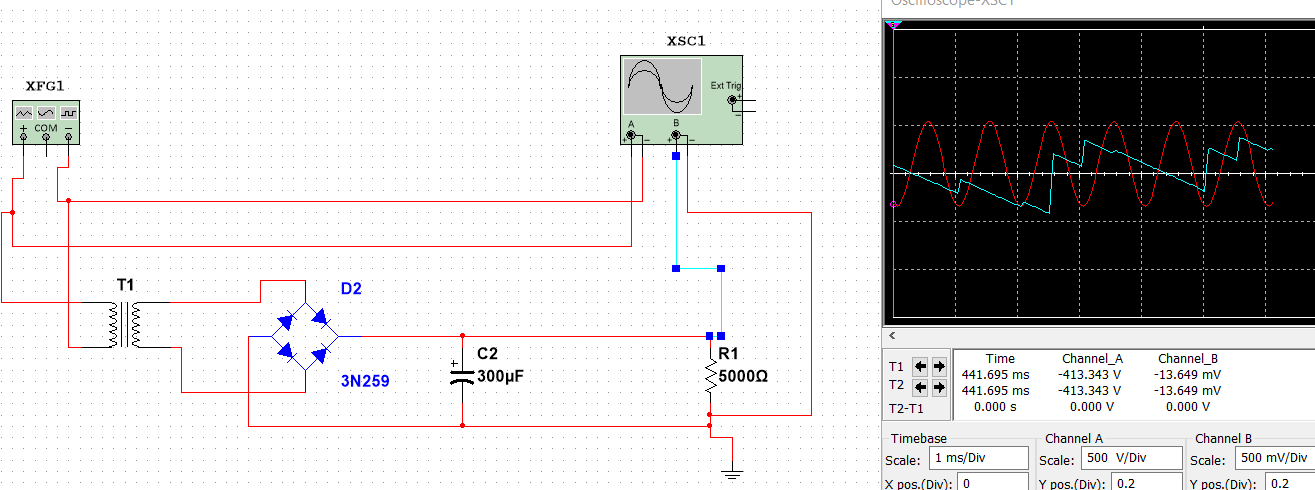 Oscilloscope-XSC1
XSC1
XFG1
COM
+
−
Ext Trig
+
−
A
B
+
−
+
−
T1
D2
3N259
+
C2
300µF
R1
5000Ω
<
Time Channel_A Channel_B
T1 441.695 ms -413.343 V -13.649 mV
T2 441.695 ms -413.343 V -13.649 mV
T2-T1 0.000 s 0.000 V 0.000 V
Timebase
Scale: 1 ms/Div
X pos.(Div): 0
Channel A
Scale: 500 V/Div
Y pos.(Div): 0.2
Channel B
Scale: 500 mV/Div
Y pos.(Div): 0.2